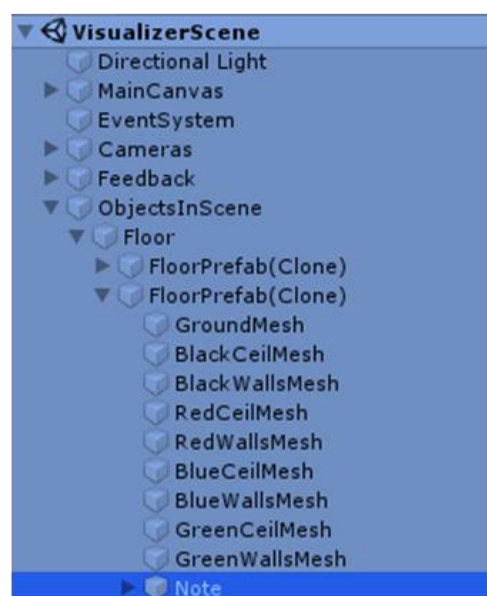 VisualizerScene
Directional Light
MainCanvas
EventSystem
Cameras
Feedback
ObjectsInScene
Floor
FloorPrefab(Clone)
FloorPrefab(Clone)
GroundMesh
BlackCeilMesh
BlackWallsMesh
RedCeilMesh
RedWallsMesh
BlueCeilMesh
BlueWallsMesh
GreenCeilMesh
GreenWallsMesh
Note